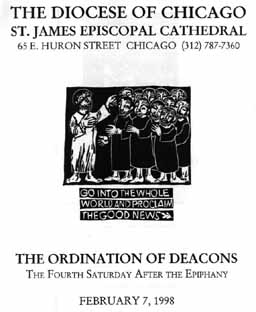 THE DIOCESE OF CHICAGO
ST. JAMES EPISCOPAL CATHEDRAL
65 E. HURON STREET CHICAGO (312) 787-7360
GO INTO THE WHOLE
WORLD AND PROCLAIM
THE GOOD NEWS
THE ORDINATION OF DEACONS
THE FOURTH SATURDAY AFTER THE EPIPHANY
FEBRUARY 7, 1998